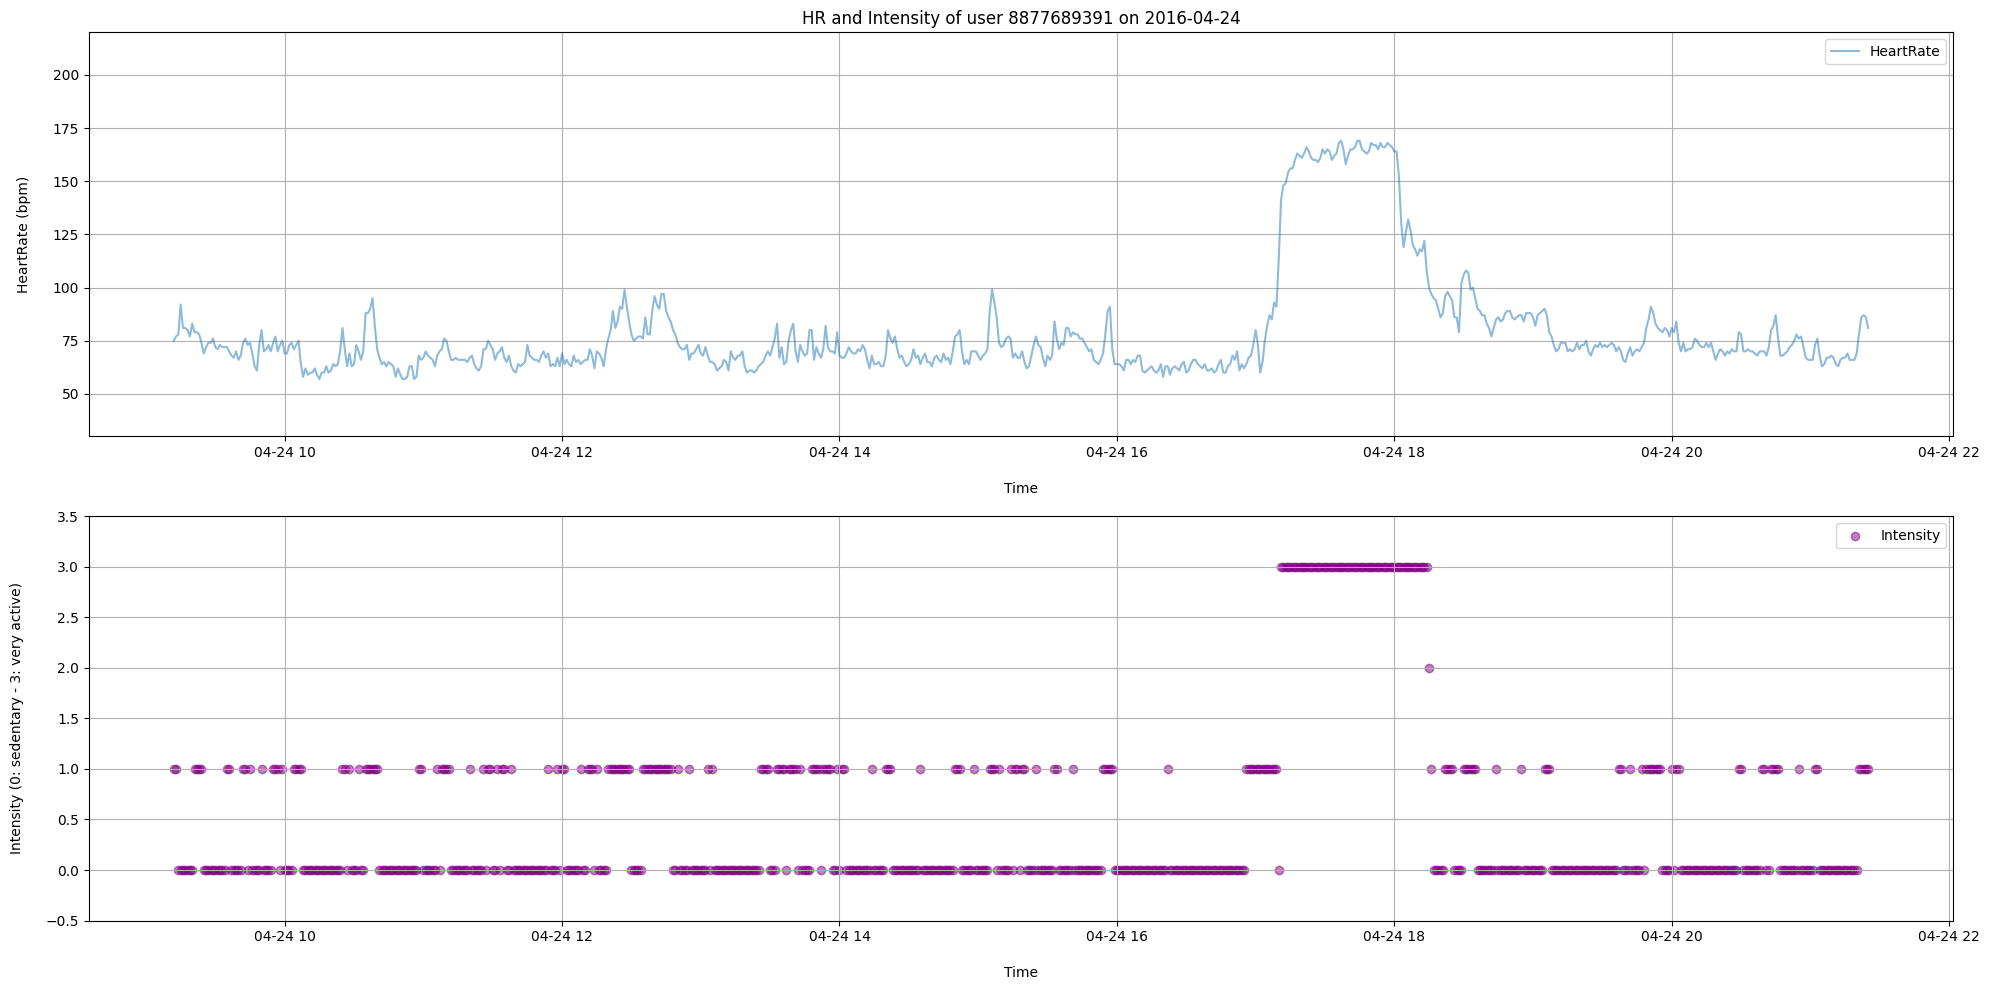 HR and Intensity of user 8877689391 on 2016-04-24
HeartRate
200
175
150
125
100
75
50
HeartRate (bpm)
04-24 10 04-24 12 04-24 14 04-24 16 04-24 18 04-24 20 04-24 22
Time
Intensity
3.5
3.0
2.5
2.0
1.5
1.0
0.5
0.0
−0.5
Intensity (0: sedentary - 3: very active)
04-24 10 04-24 12 04-24 14 04-24 16 04-24 18 04-24 20 04-24 22
Time